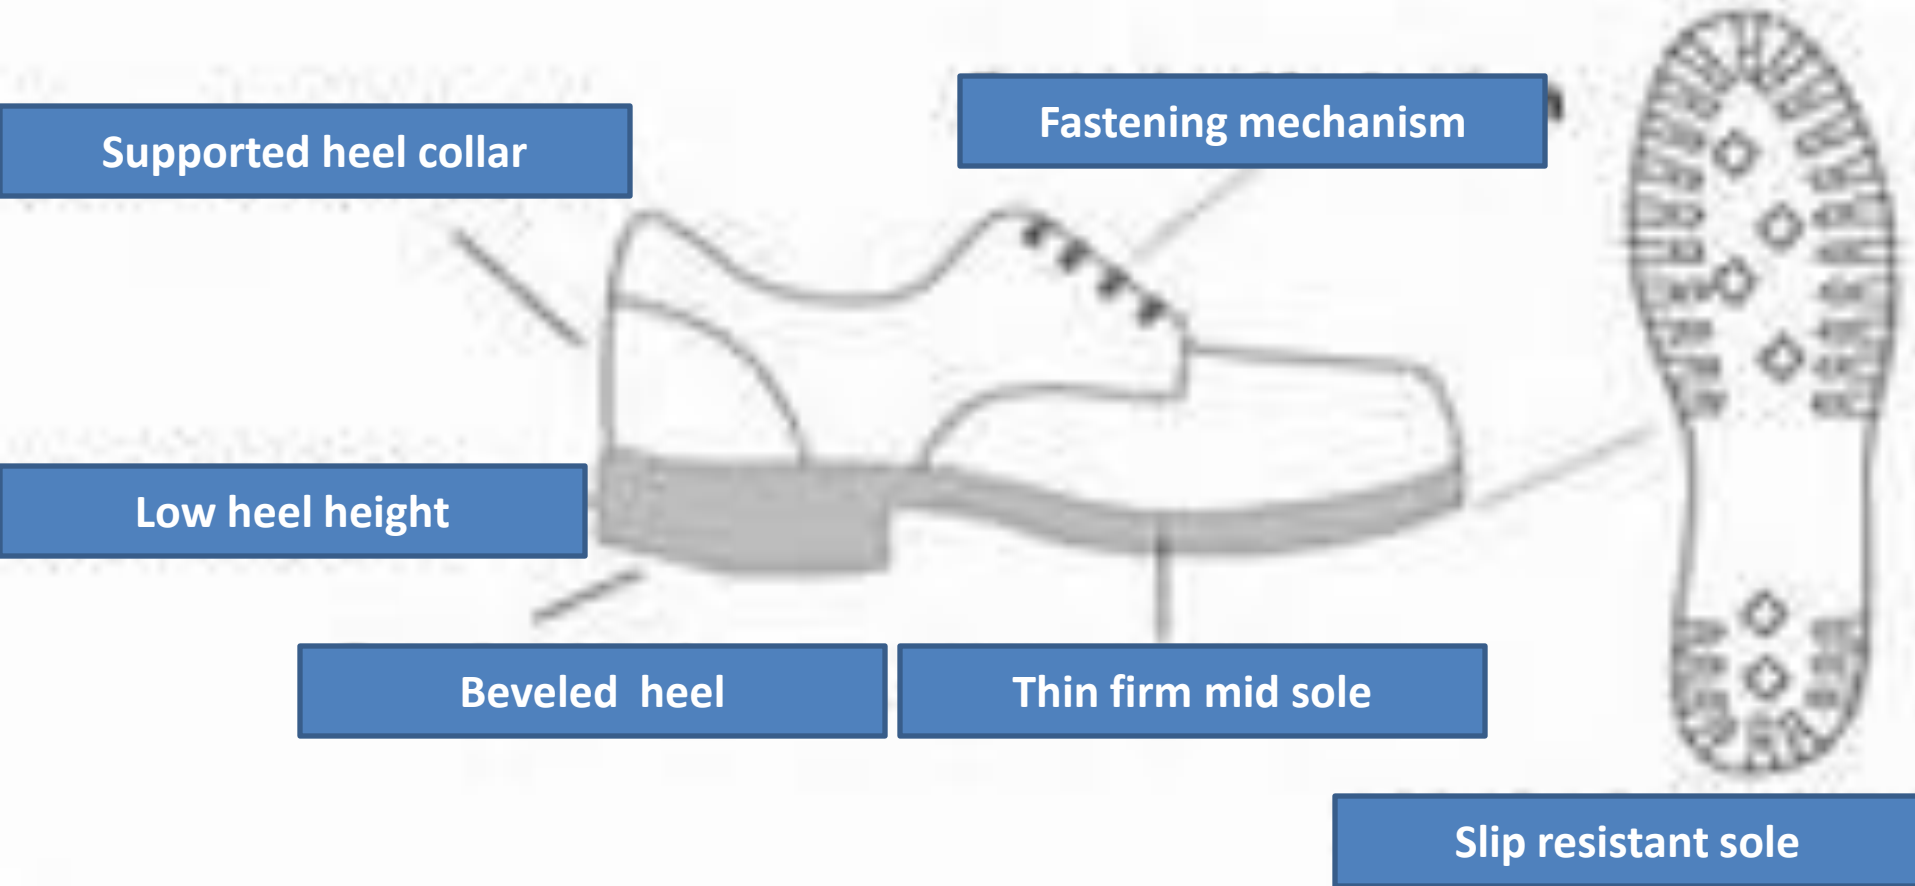 Fastening mechanism
Supported heel collar
Low heel height
Beveled  heel
Thin firm mid sole
Slip resistant sole